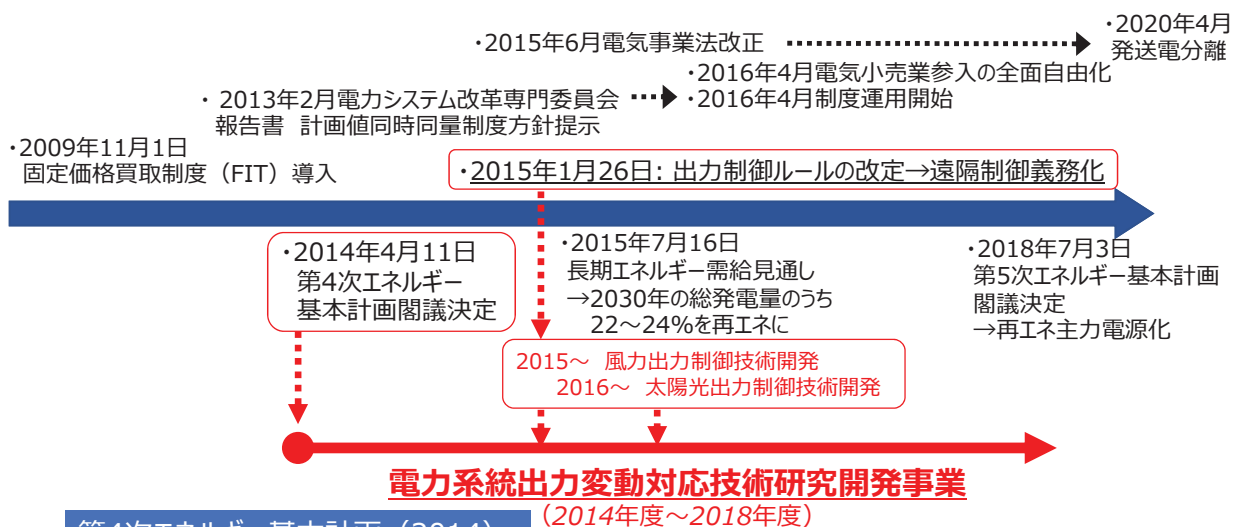 ・2020年4月
発送電分離
・2015年6月電気事業法改正
・2016年4月電気小売業参入の全面自由化
・2016年4月制度運用開始
・ 2013年2月電力システム改革専門委員会
報告書 計画値同時同量制度方針提示
・2009年11月1日
固定価格買取制度（FIT）導入
・2015年1月26日: 出力制御ルールの改定→遠隔制御義務化
・2014年4月11日
第4次エネルギー
基本計画閣議決定
・2015年7月16日
長期エネルギー需給見通し
→2030年の総発電量のうち
22～24%を再エネに
・2018年7月3日
第5次エネルギー基本計画
閣議決定
→再エネ主力電源化
2015～ 風力出力制御技術開発
2016～ 太陽光出力制御技術開発
電力系統出力変動対応技術研究開発事業
（2014年度～2018年度）
第4次エネルギー基本計画（2014）